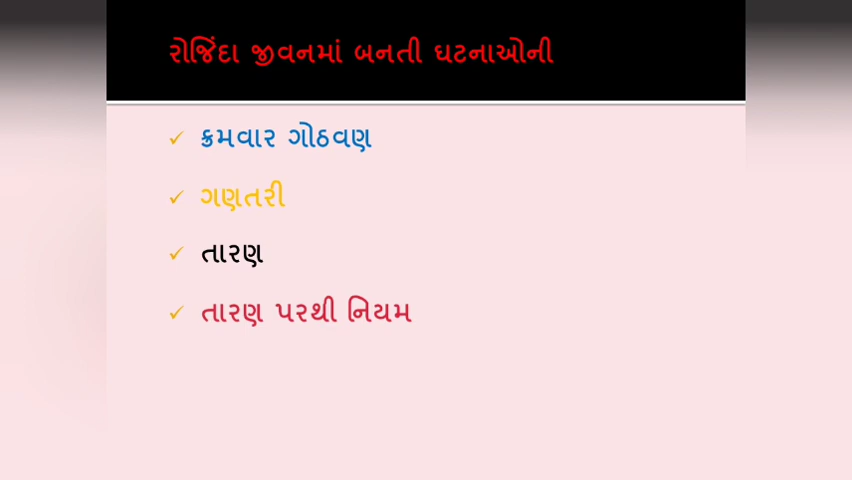 રોજિંદા જીવનમાં બનતી ઘટનાઓની
ક્રમવાર ગોઠવણ
ગણતરી
તારણ
તારણ પરથી નિયમ